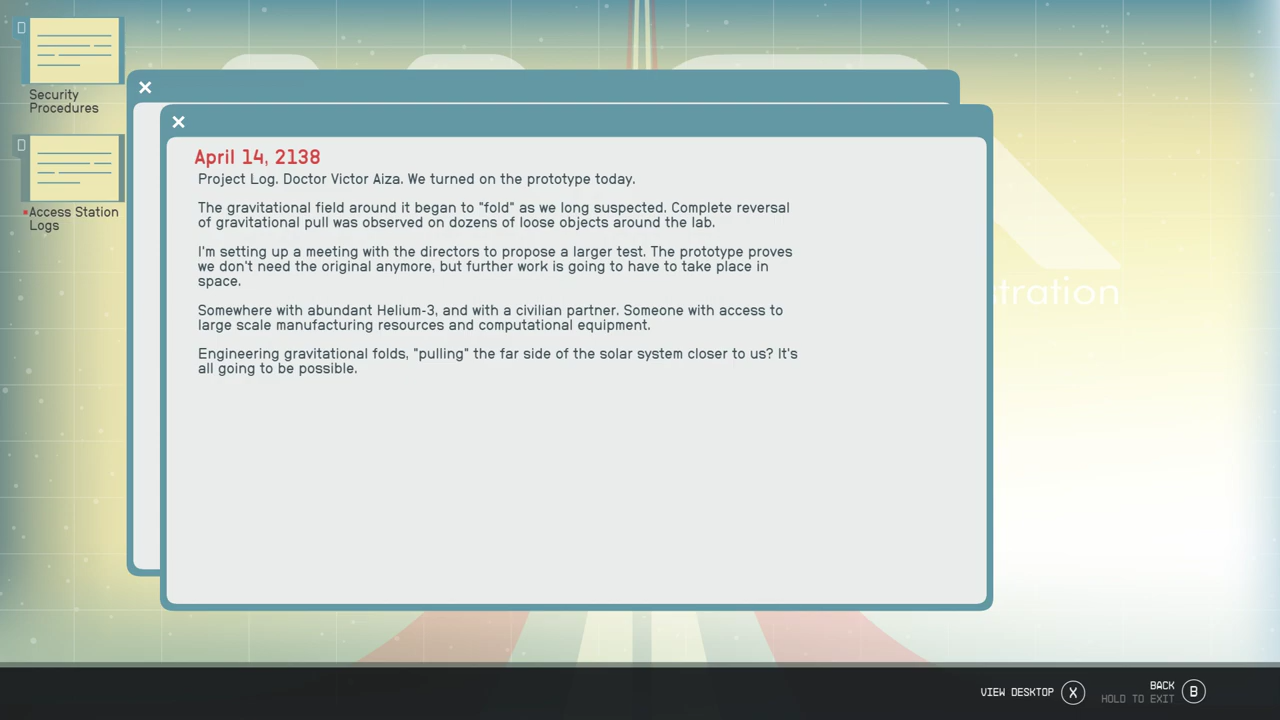 D
Security
Procedures
D
Access Station
Logs
April 14, 2138
Project Log. Doctor Victor Aiza. We turned on the prototype today.
The gravitational field around it began to "fold" as we long suspected. Complete reversal
of gravitational pull was observed on dozens of loose objects around the lab.
I'm setting up a meeting with the directors to propose a larger test. The prototype proves
we don't need the original anymore, but further work is going to have to take place in
space.
Somewhere with abundant Helium-3, and with a civilian partner. Someone with access to
large scale manufacturing resources and computational equipment.
Engineering gravitational folds, "pulling" the far side of the solar system closer to us? It's
all going to be possible.
VIEW DESKTOP X
BACK
HOLD TO EXIT B